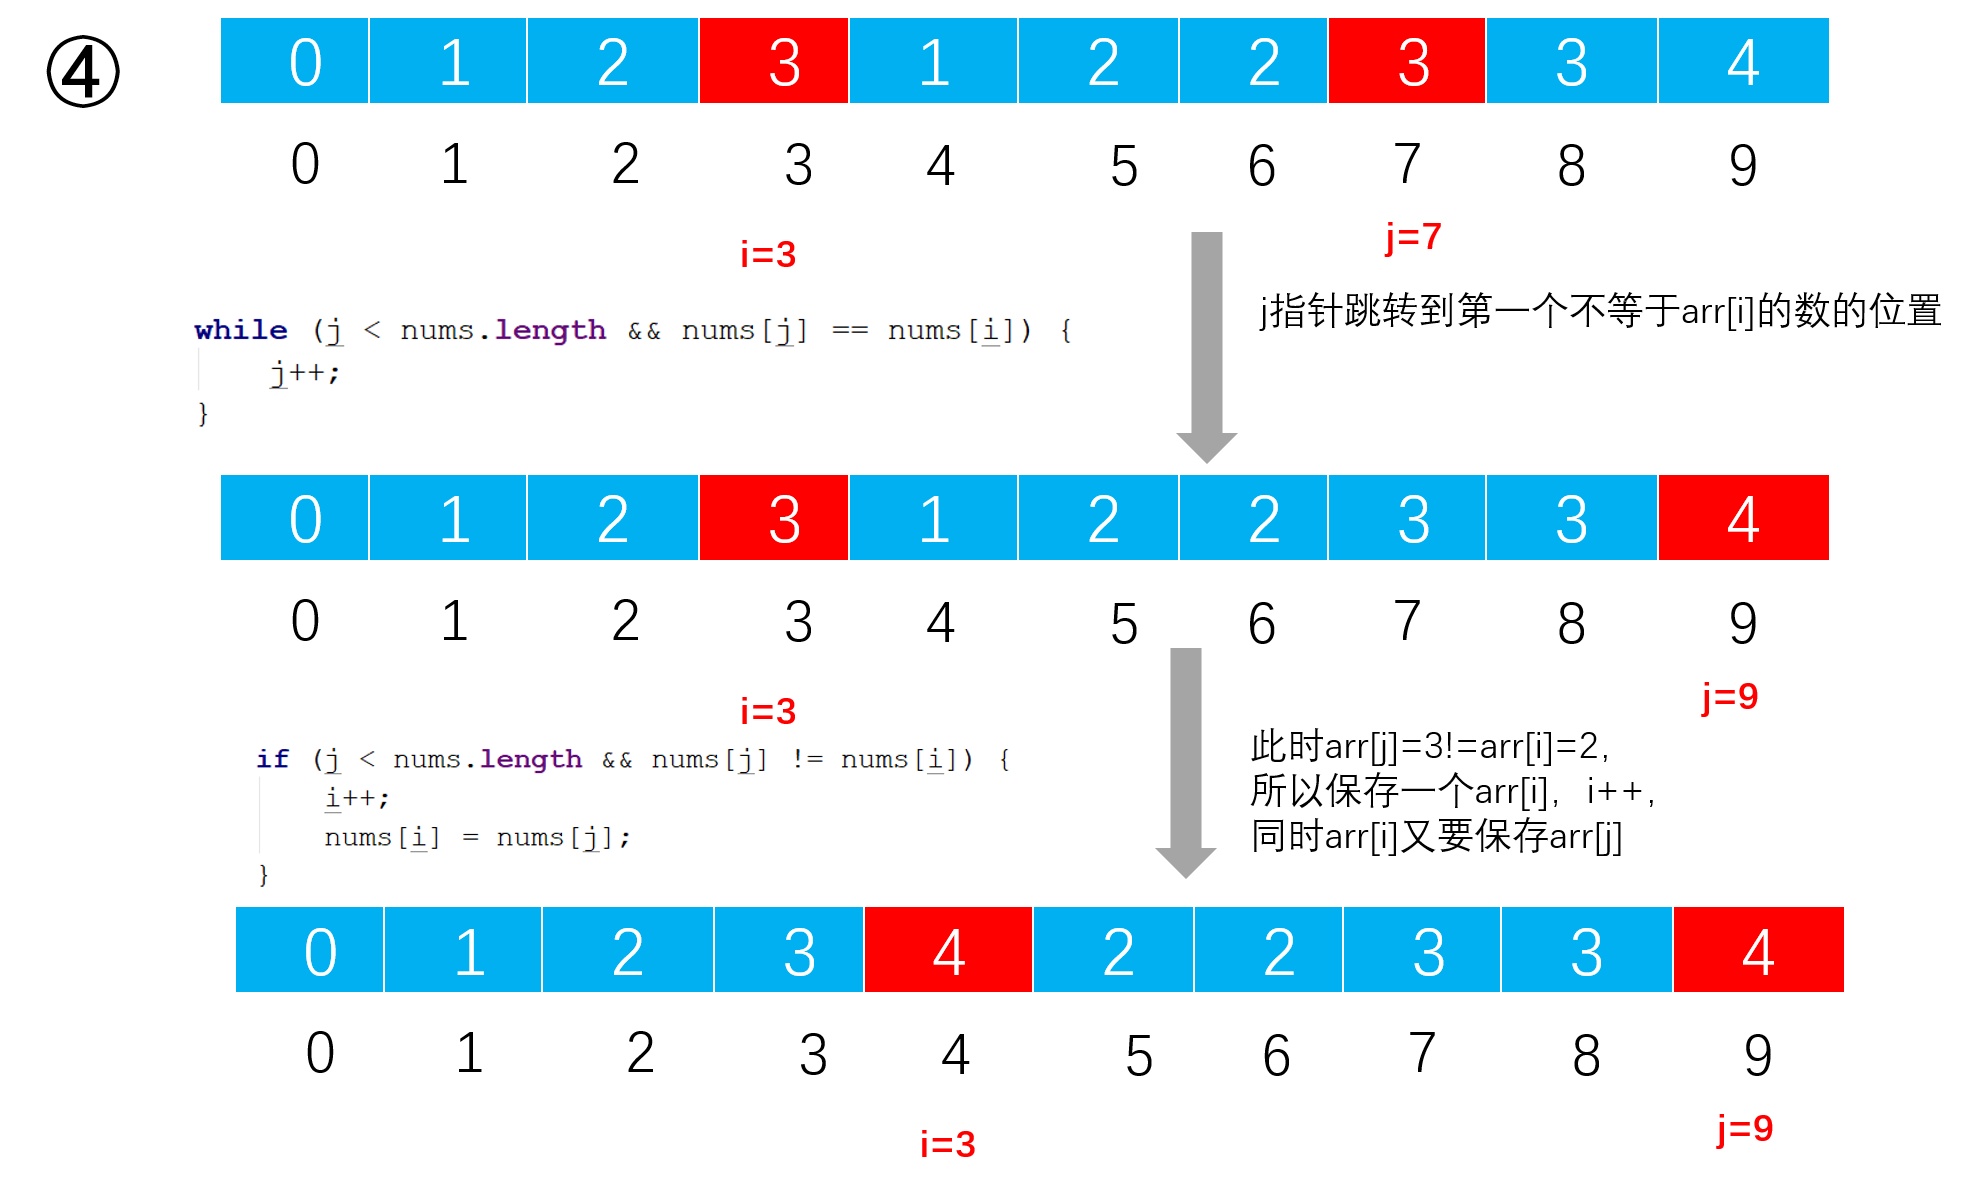 ④
0 1 2 3 1 2 2 3 3 4
0 1 2 3 4 5 6 7 8 9
i=3 j=7
j指针跳转到第一个不等于arr[i]的数的位置
while (j < nums.length && nums[j] == nums[i]) {
j++;
}
0 1 2 3 1 2 2 3 3 4
0 1 2 3 4 5 6 7 8 9
i=3 j=9
此时arr[j]=3!=arr[i]=2,
所以保存一个arr[i], i++,
同时arr[i]又要保存arr[j]
if (j < nums.length && nums[j] != nums[i]) {
i++;
nums[i] = nums[j];
}
0 1 2 3 4 2 2 3 3 4
0 1 2 3 4 5 6 7 8 9
i=3 j=9